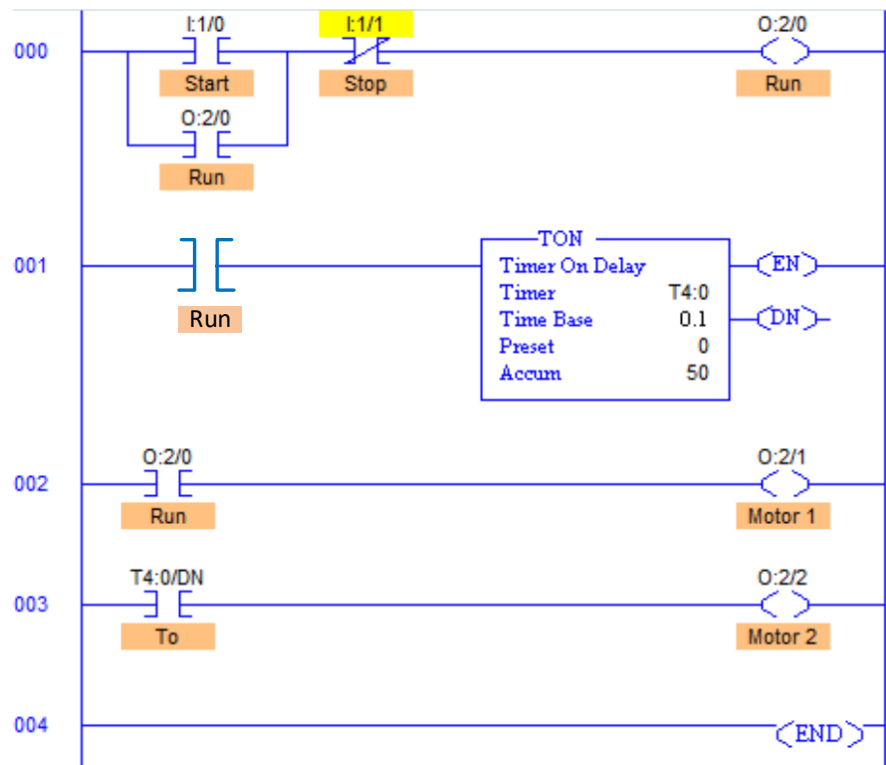 I:1/0 I:1/1 O:2/0
000
Start Stop Run
O:2/0
Run
TON
001 Timer On Delay EN
Timer T4:0
Run Time Base 0.1 DN
Preset 0
Accum 50
O:2/0 O:2/1
002
Run Motor 1
T4:0/DN O:2/2
003
To Motor 2
004 END